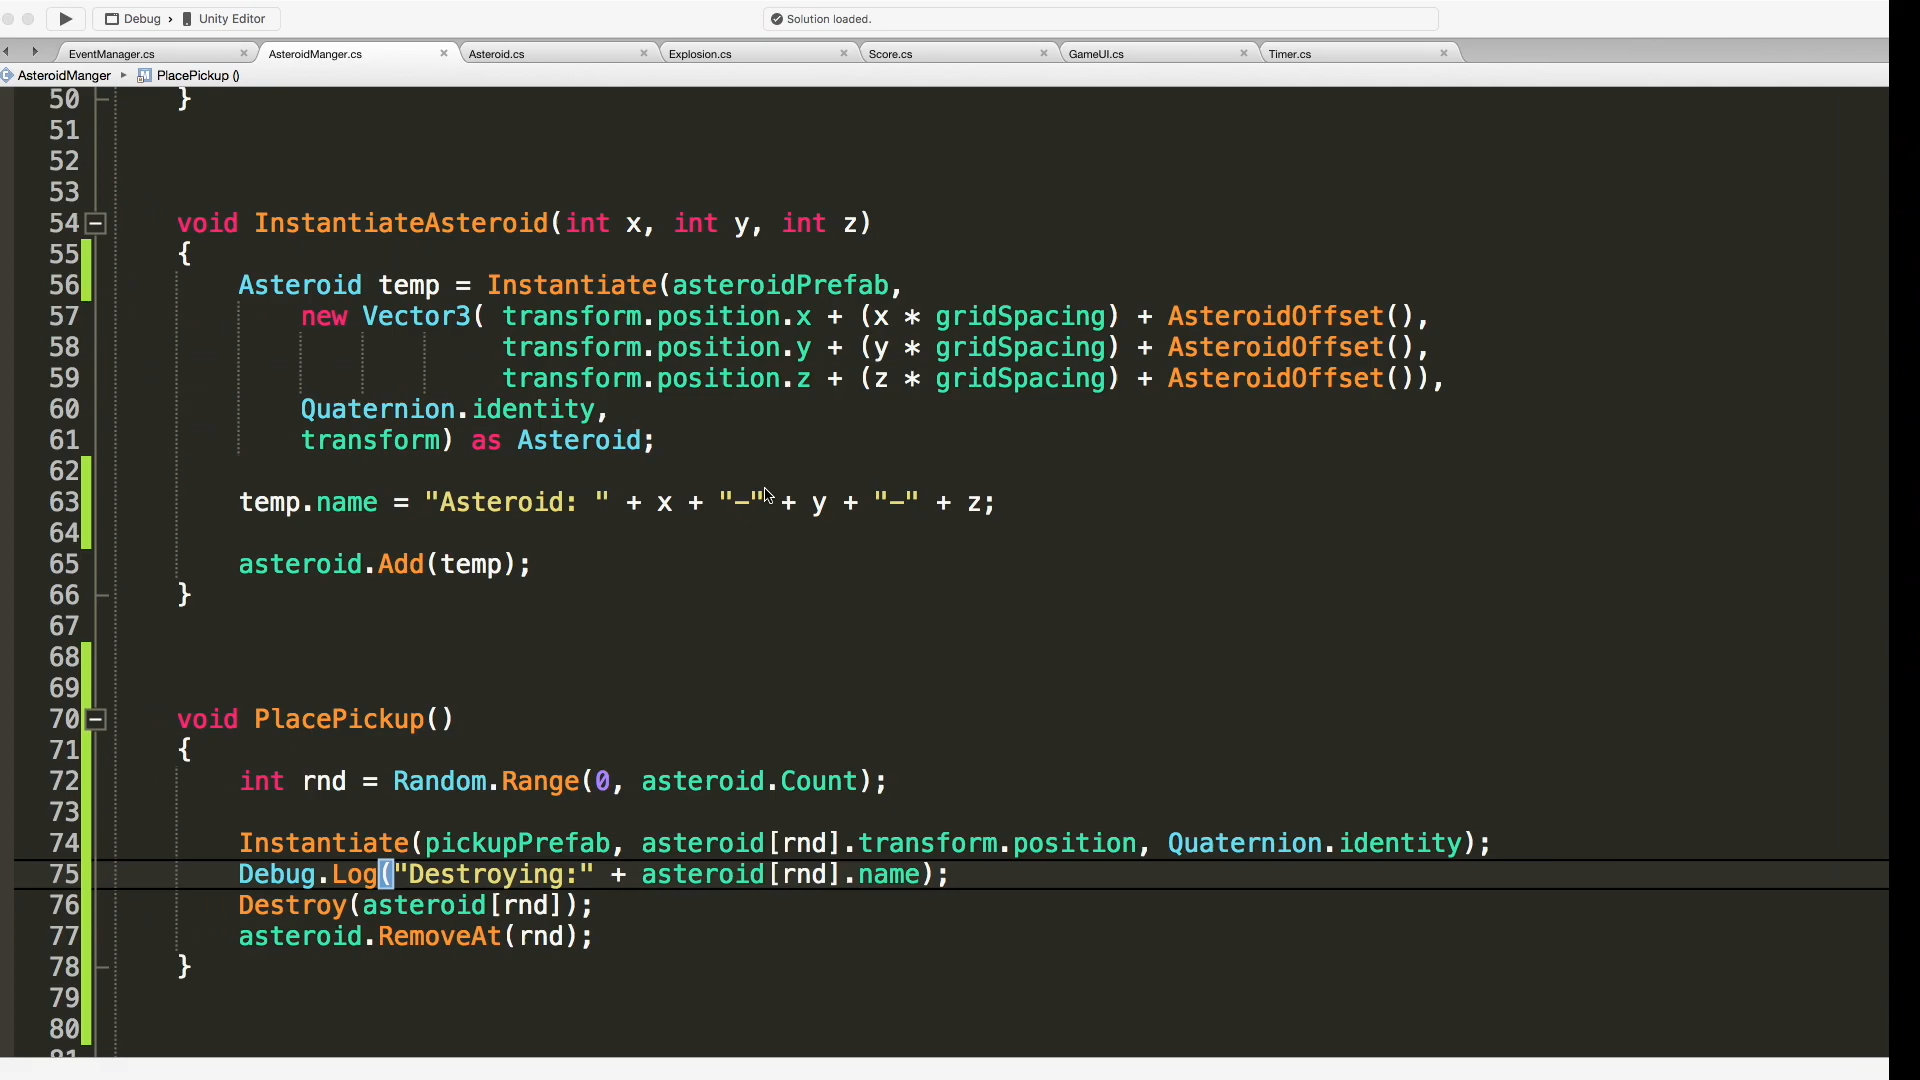 Debug › Unity Editor
Solution loaded.
EventManager.cs × AsteroidManger.cs × Asteroid.cs × Explosion.cs × Score.cs × GameUI.cs × Timer.cs ×
AsteroidManger ▸ M PlacePickup ()
50 }
51
52
53
54 void InstantiateAsteroid(int x, int y, int z)
55 {
56 Asteroid temp = Instantiate(asteroidPrefab,
57 new Vector3( transform.position.x + (x * gridSpacing) + AsteroidOffset(),
58 transform.position.y + (y * gridSpacing) + AsteroidOffset(),
59 transform.position.z + (z * gridSpacing) + AsteroidOffset()),
60 Quaternion.identity,
61 transform) as Asteroid;
62
63 temp.name = "Asteroid: " + x + "-" + y + "-" + z;
64
65 asteroid.Add(temp);
66 }
67
68
69
70 void PlacePickup()
71 {
72 int rnd = Random.Range(0, asteroid.Count);
73
74 Instantiate(pickupPrefab, asteroid[rnd].transform.position, Quaternion.identity);
75 Debug.Log("Destroying:" + asteroid[rnd].name);
76 Destroy(asteroid[rnd]);
77 asteroid.RemoveAt(rnd);
78 }
79
80
81